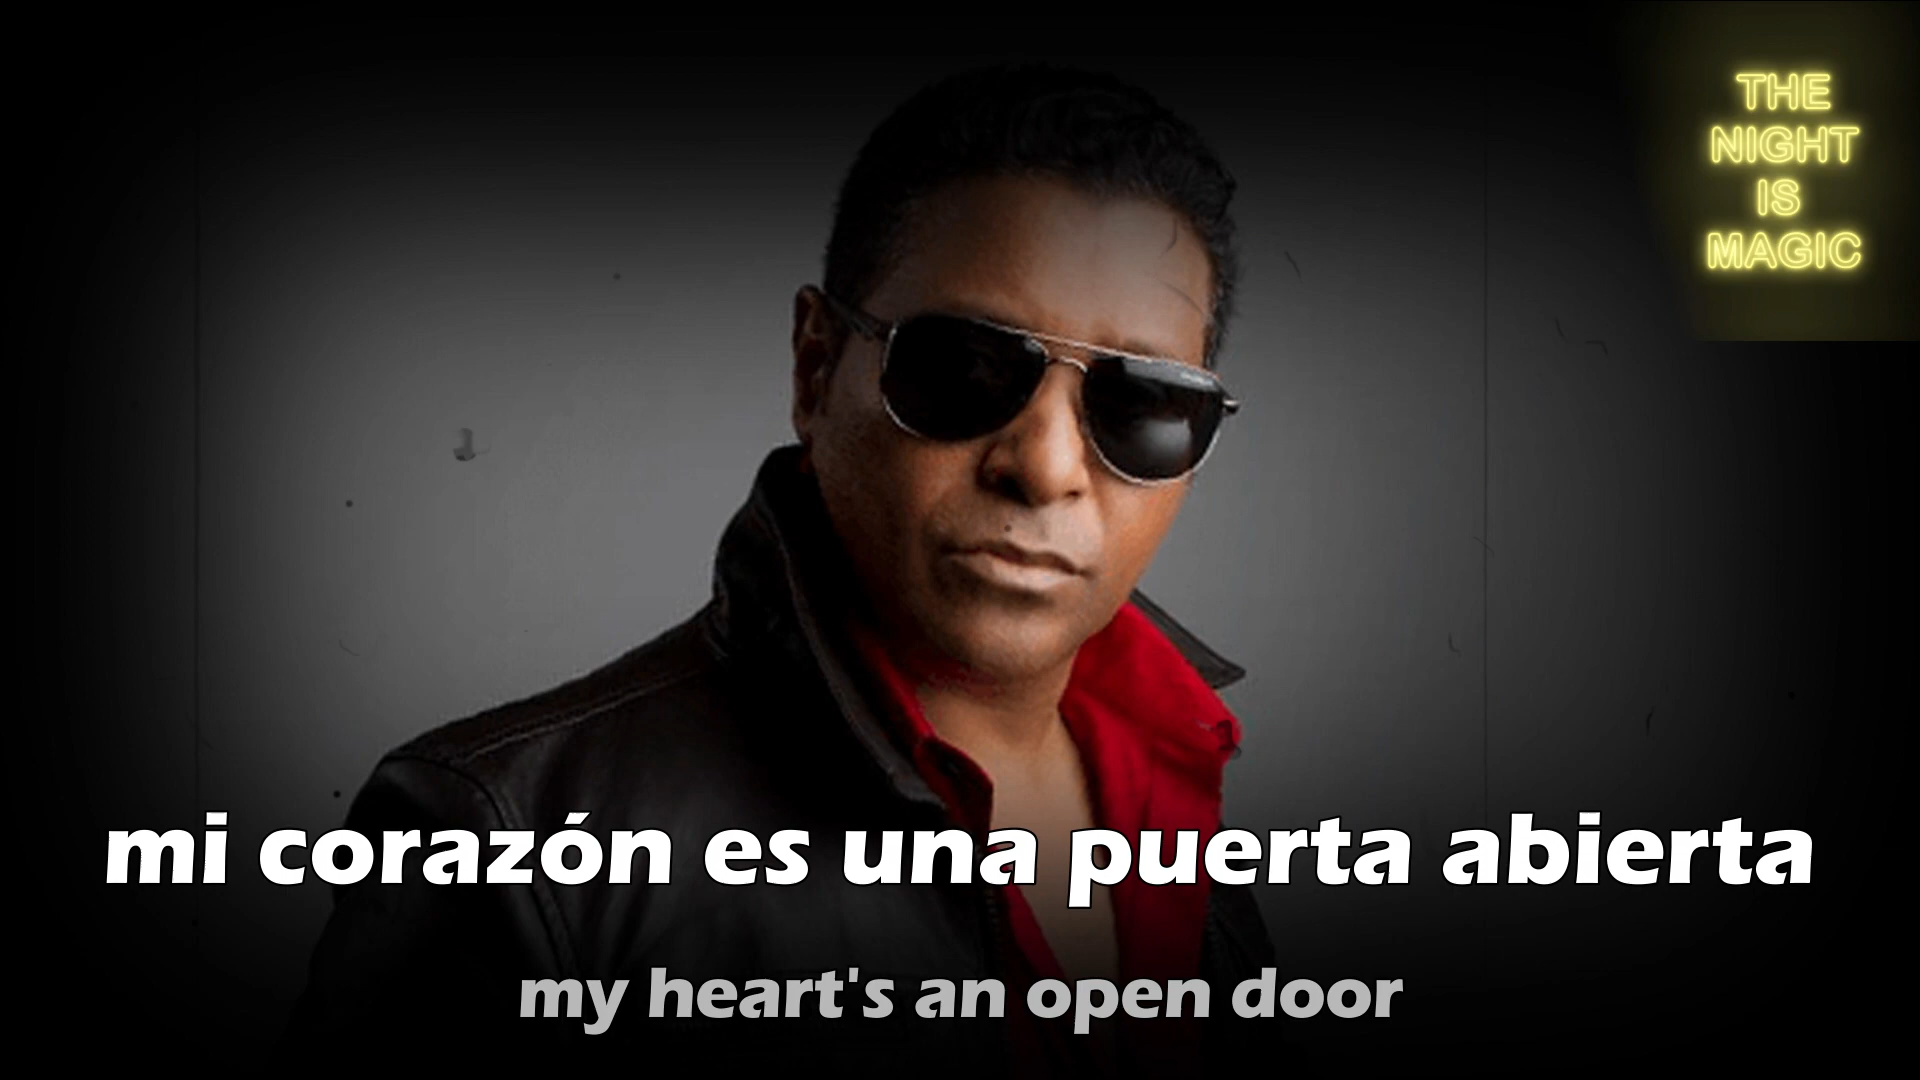 THE
NIGHT
IS
MAGIC
mi corazón es una puerta abierta
my heart's an open door